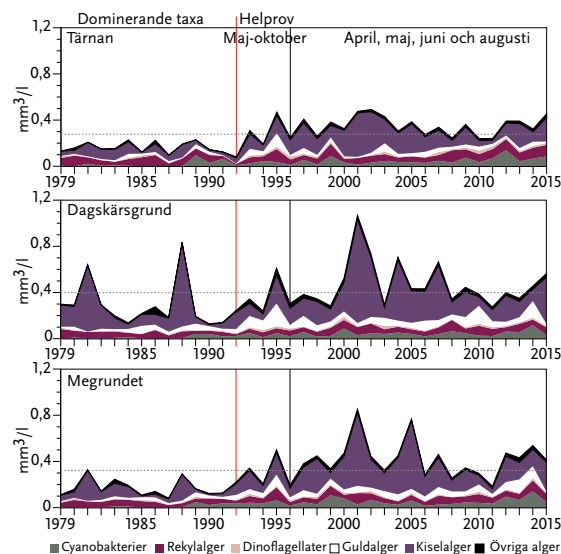 Dominerande taxa Helprov
Tärnan Maj-oktober April, maj, juni och augusti
1,2
0,8
0,4
0
mm³/l
1979 1985 1990 1995 2000 2005 2010 2015
Dagskärsgrund
1,2
0,8
0,4
0
mm³/l
1979 1985 1990 1995 2000 2005 2010 2015
Megrundet
1,2
0,8
0,4
0
mm³/l
1979 1985 1990 1995 2000 2005 2010 2015
Cyanobakterier Rekylalger Dinoflagellater Guldalger Kiselalger Övriga alger